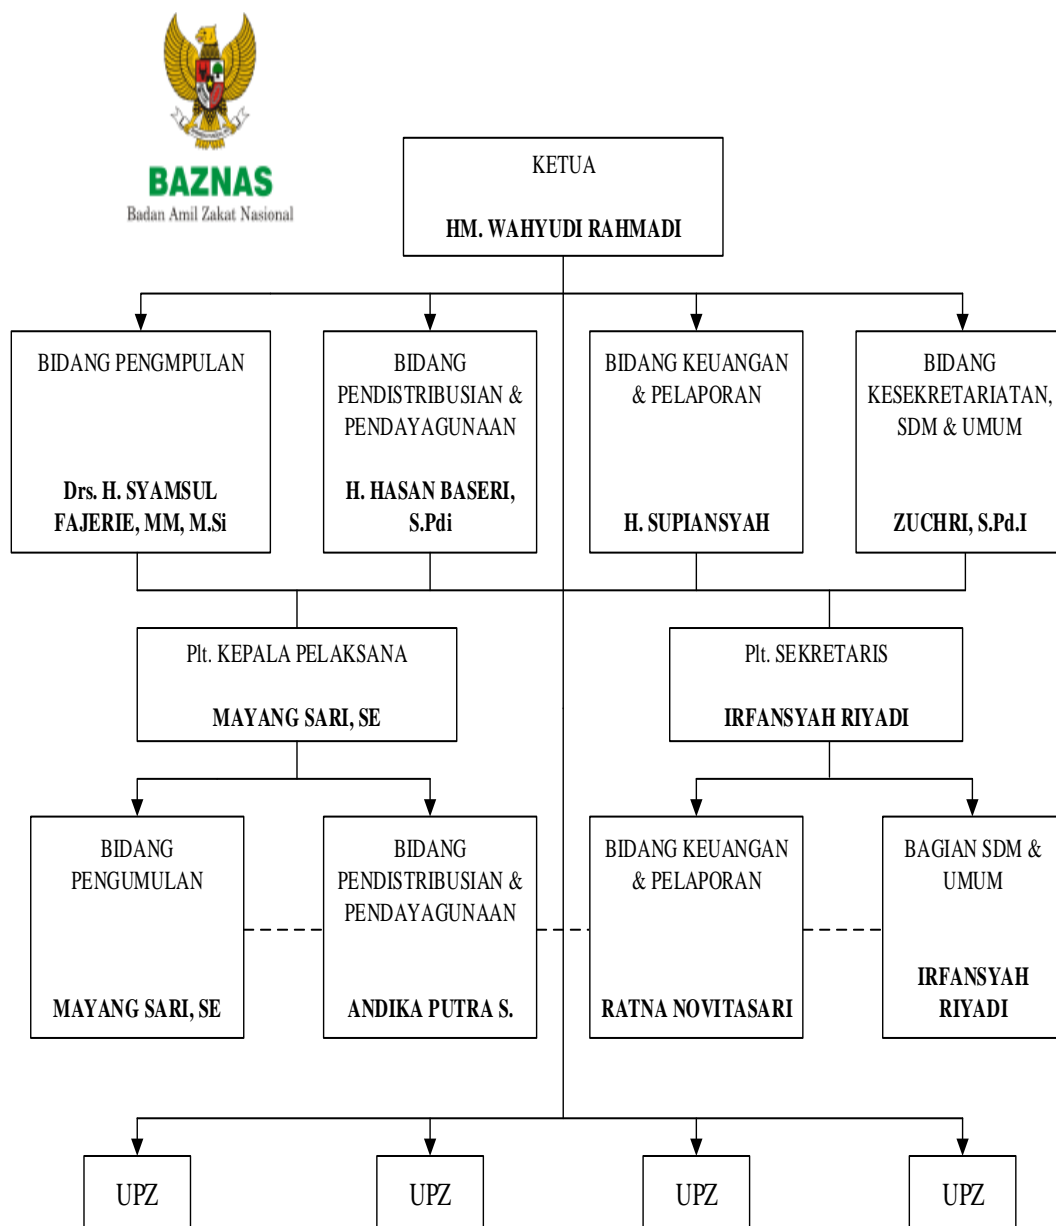 BAZNAS
Badan Amil Zakat Nasional
KETUA
HM. WAHYUDI RAHMADI
BIDANG PENGMPULAN
Drs. H. SYAMSUL
FAJERIE, MM, M.Si
BIDANG
PENDISTRIBUSIAN &
PENDAYAGUNAAN
H. HASAN BASERI,
S.Pdi
BIDANG KEUANGAN
& PELAPORAN
H. SUPIANSYAH
BIDANG
KESEKRETARIATAN,
SDM & UMUM
ZUCHRI, S.Pd.I
Plt. KEPALA PELAKSANA
MAYANG SARI, SE
Plt. SEKRETARIS
IRFANSYAH RIYADI
BIDANG
PENGUMULAN
MAYANG SARI, SE
BIDANG
PENDISTRIBUSIAN &
PENDAYAGUNAAN
ANDIKA PUTRA S.
BIDANG KEUANGAN
& PELAPORAN
RATNA NOVITASARI
BAGIAN SDM &
UMUM
IRFANSYAH
RIYADI
UPZ
UPZ
UPZ
UPZ